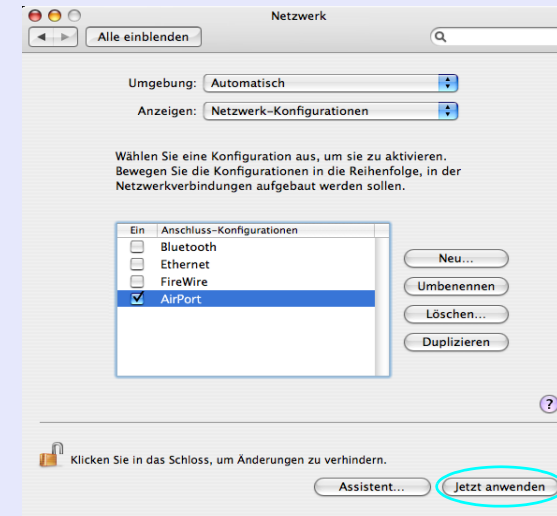 Netzwerk
Alle einblenden
Umgebung: Automatisch
Anzeigen: Netzwerk-Konfigurationen
Wählen Sie eine Konfiguration aus, um sie zu aktivieren.
Bewegen Sie die Konfigurationen in die Reihenfolge, in der
Netzwerkverbindungen aufgebaut werden sollen.
Ein Anschluss-Konfigurationen
Bluetooth
Ethernet
FireWire
AirPort
Neu...
Umbenennen
Löschen...
Duplizieren
?
Klicken Sie in das Schloss, um Änderungen zu verhindern.
Assistent... Jetzt anwenden